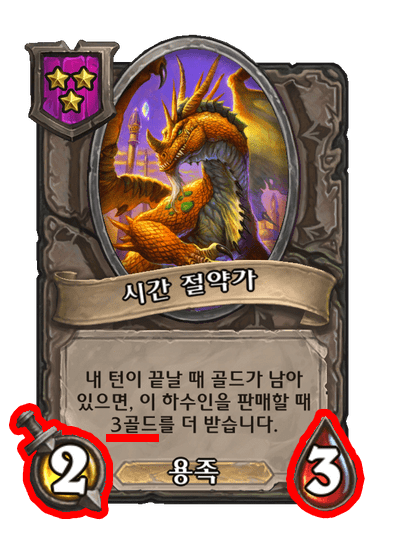 시간 절약가
내 턴이 끝날 때 골드가 남아
있으면, 이 하수인을 판매할 때
3골드를 더 받습니다.
2
용족
3